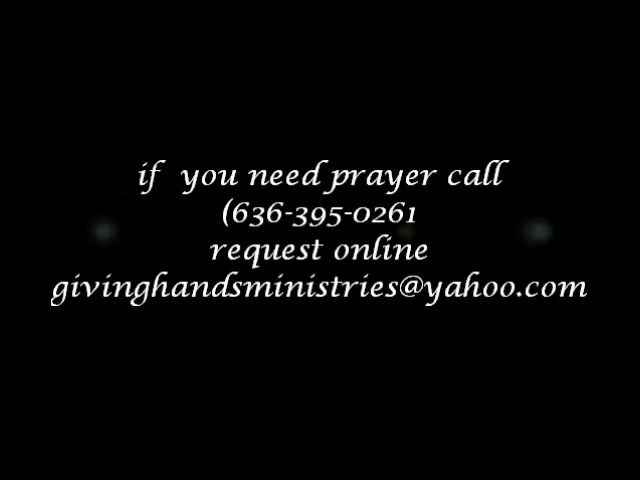 if you need prayer call
(636-395-0261
request online
givinghandsministries@yahoo.com